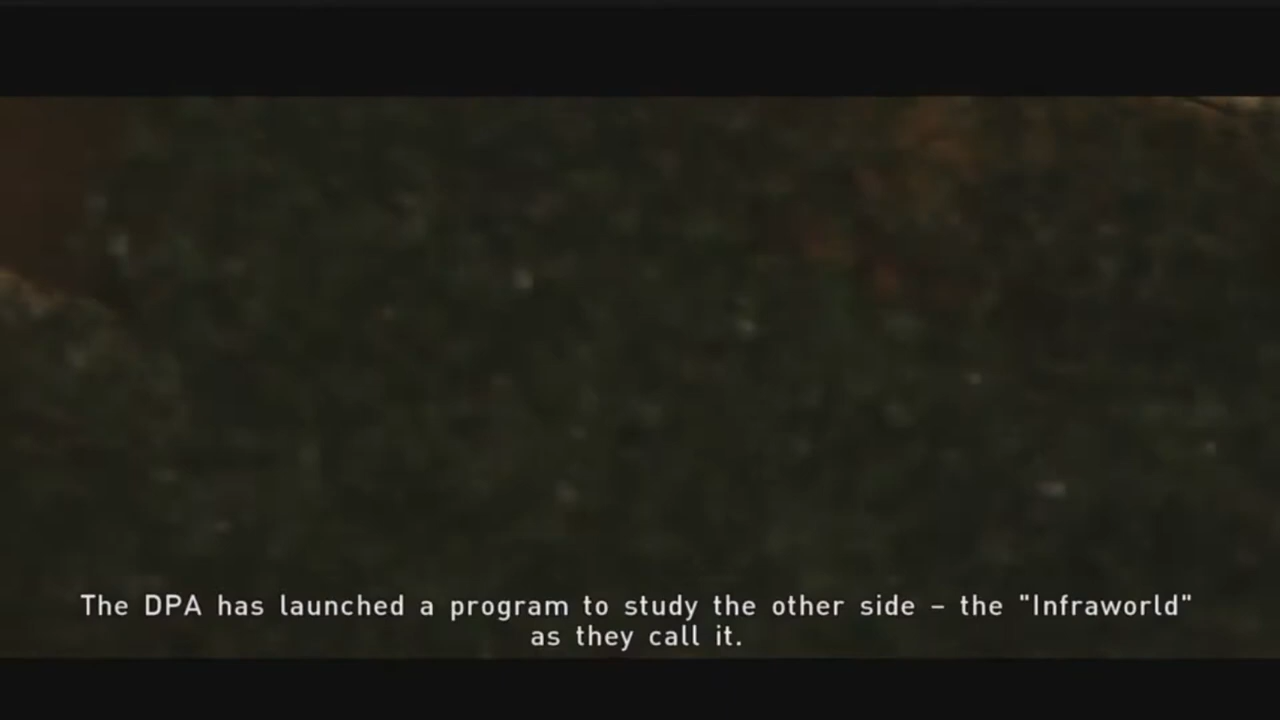 The DPA has launched a program to study the other side – the "Infraworld"
as they call it.